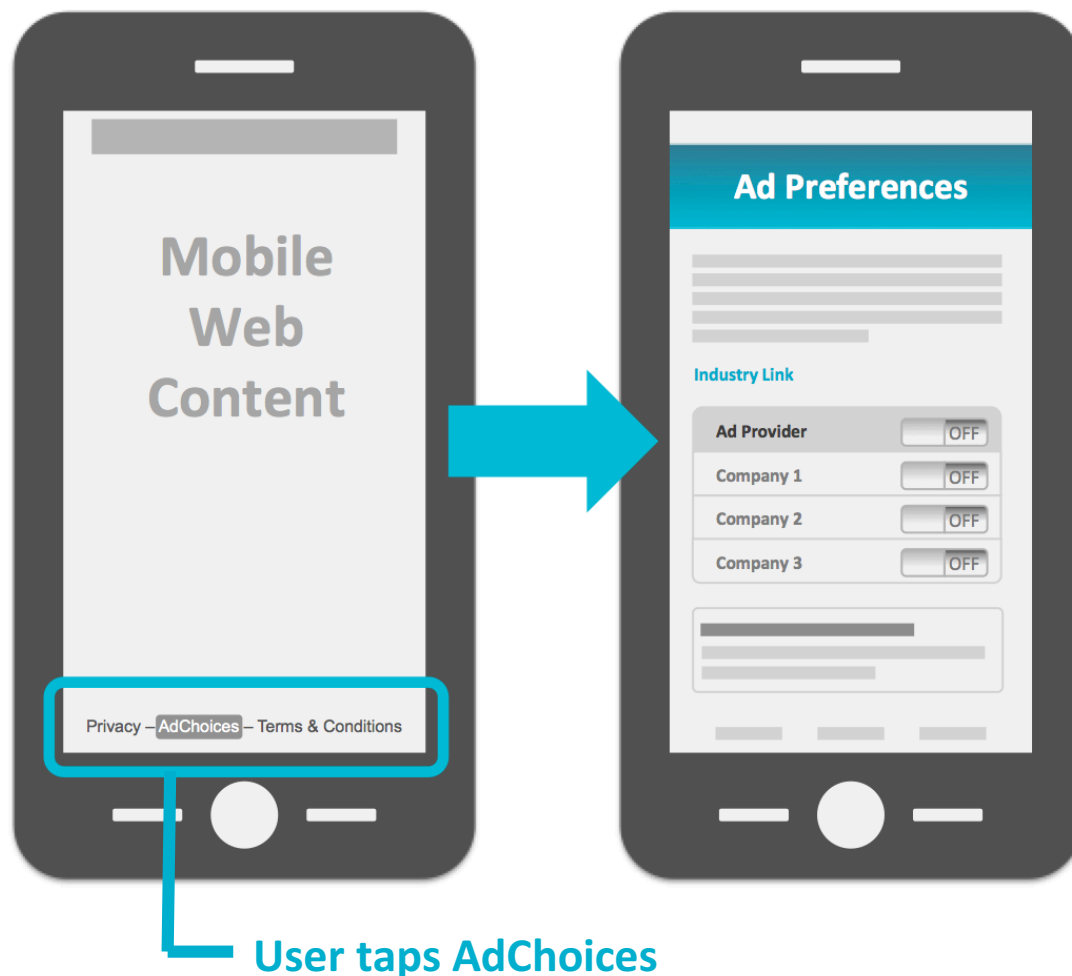 Mobile
Web
Content
Privacy – AdChoices – Terms & Conditions
User taps AdChoices
Ad Preferences
Industry Link
Ad Provider OFF
Company 1 OFF
Company 2 OFF
Company 3 OFF